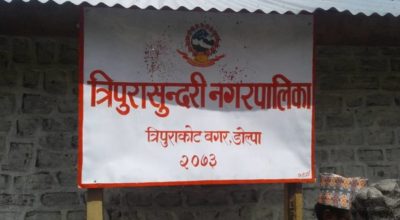 त्रिपुरासुन्दरी नगरपालिका
त्रिपुराकोट बगर, डोल्पा
२०७३